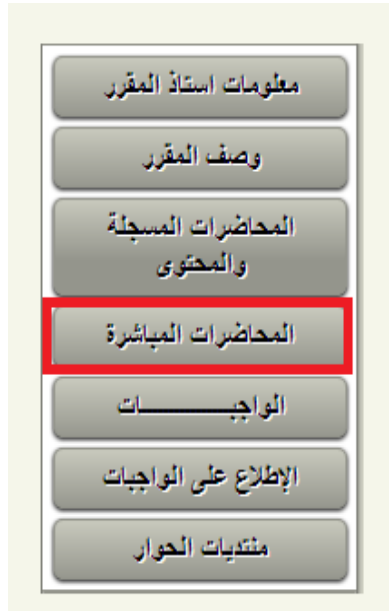 معلومات استاذ المقرر
وصف المقرر
المحاضرات المسجلة
والمحتوى
المحاضرات المباشرة
الواجبـــــــــات
الإطلاع على الواجبات
منتديات الحوار